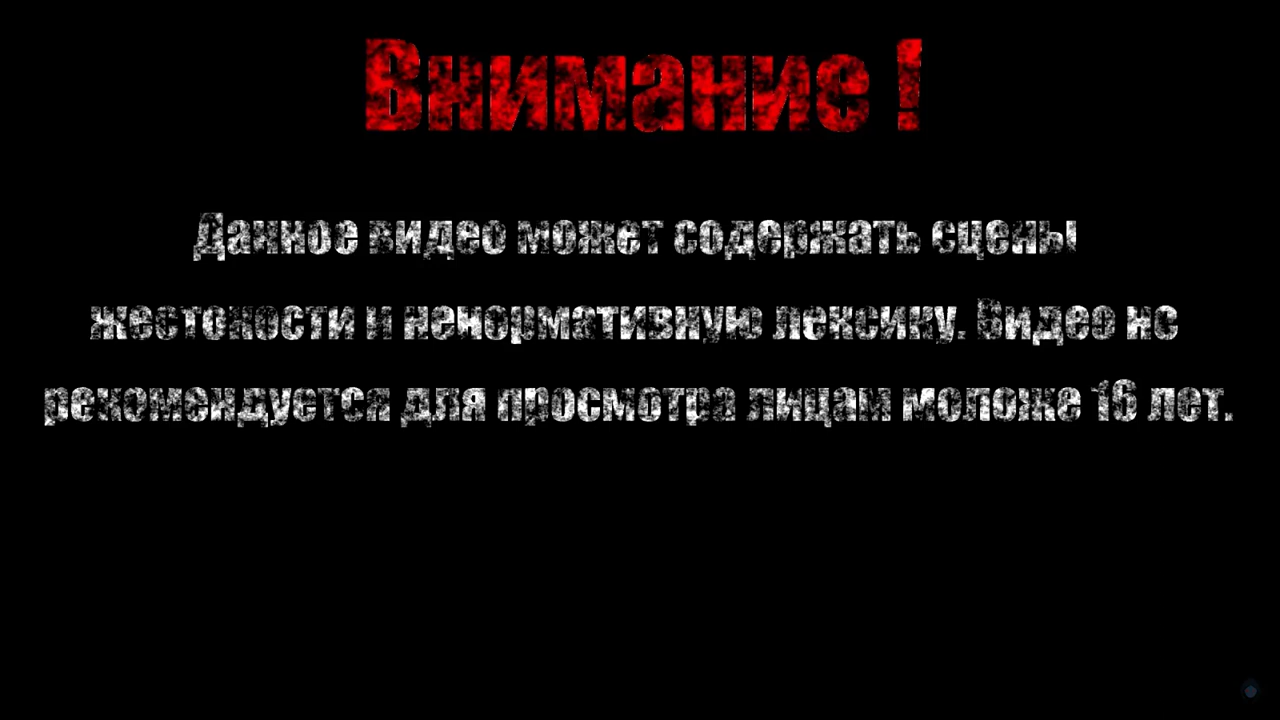 Внимание !
Данное видео может содержать сцены
жестокости и ненормативную лексику. Видео не
рекомендуется для просмотра лицам моложе 16 лет.